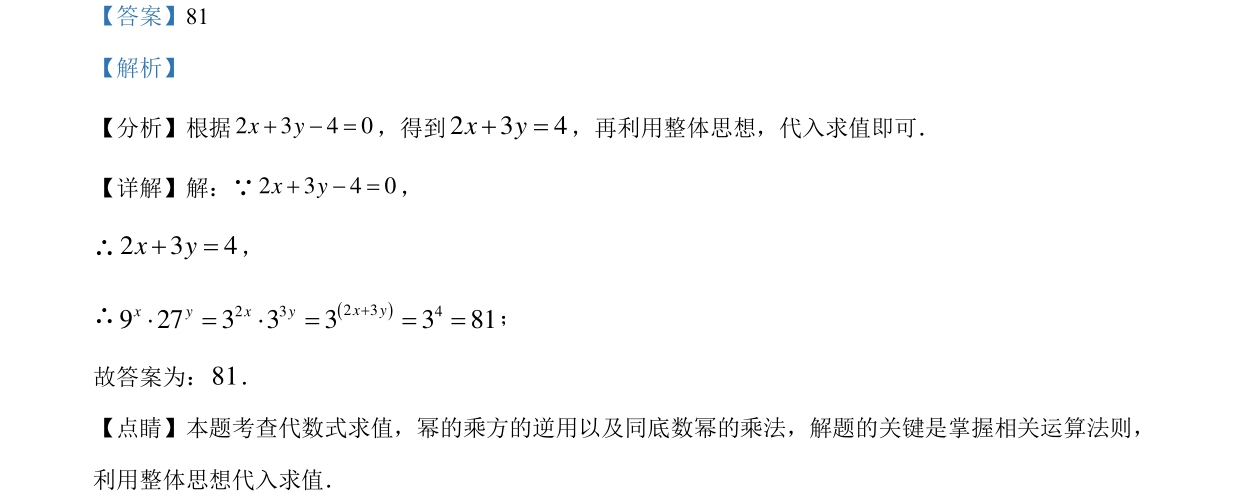 【答案】81
【解析】
【分析】根据 2x+3y−4=0，得到 2x+3y=4，再利用整体思想，代入求值即可．
【详解】解：∵ 2x+3y−4=0，
∴ 2x+3y=4，
∴ 9^x·27^y=3^{2x}·3^{3y}=3^{(2x+3y)}=3^4=81；
故答案为：81．
【点睛】本题考查代数式求值，幂的乘方的逆用以及同底数幂的乘法，解题的关键是掌握相关运算法则，
利用整体思想代入求值．